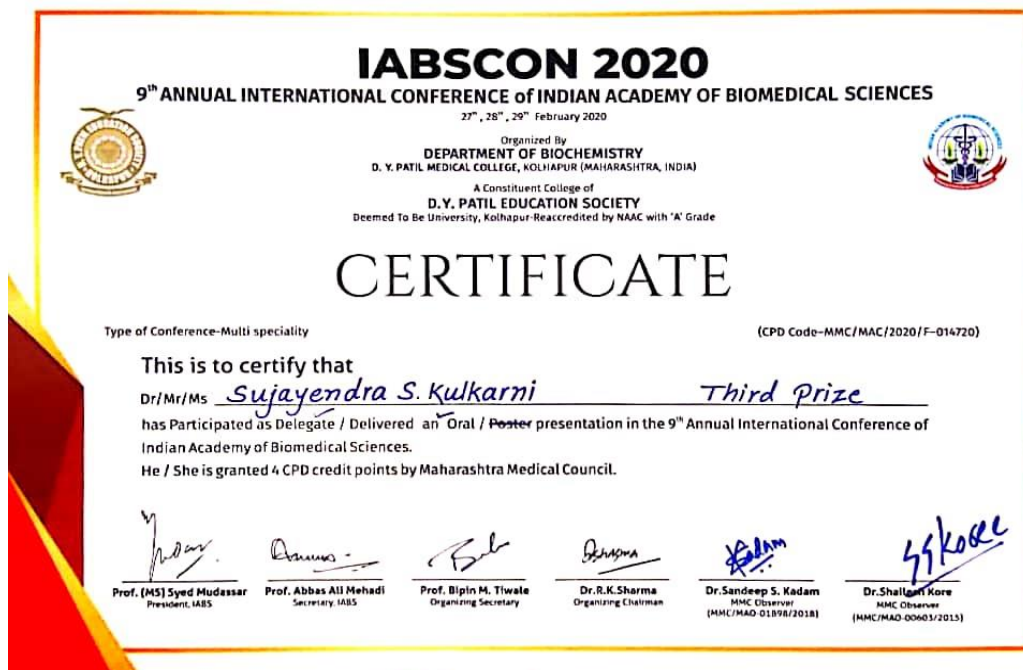 IABSCON 2020
9th ANNUAL INTERNATIONAL CONFERENCE of INDIAN ACADEMY OF BIOMEDICAL SCIENCES
27th, 28th, 29th February 2020
Organized By
DEPARTMENT OF BIOCHEMISTRY
D. Y. PATIL MEDICAL COLLEGE, KOLHAPUR (MAHARASHTRA, INDIA)
A Constituent College of
D.Y. PATIL EDUCATION SOCIETY
Deemed To Be University, Kolhapur-Reaccredited by NAAC with 'A' Grade
CERTIFICATE
Type of Conference-Multi speciality (CPD Code-MMC/MAC/2020/F-014720)
This is to certify that
Dr/Mr/Ms Sujayendra S. Kulkarni Third Prize
has Participated as Delegate / Delivered an Oral / Poster presentation in the 9th Annual International Conference of
Indian Academy of Biomedical Sciences.
He / She is granted 4 CPD credit points by Maharashtra Medical Council.
Prof. (MS) Syed Mudassar Prof. Abbas Ali Mehadi Prof. Bipin M. Tiwale Dr.R.K.Sharma Dr.Sandeep S. Kadam Dr.Shailesh Kore
President, IABS Secretary, IABS Organizing Secretary Organizing Chairman MMC Observer MMC Observer
(MMC/MAO-01898/2018) (MMC/MAO-00603/2015)